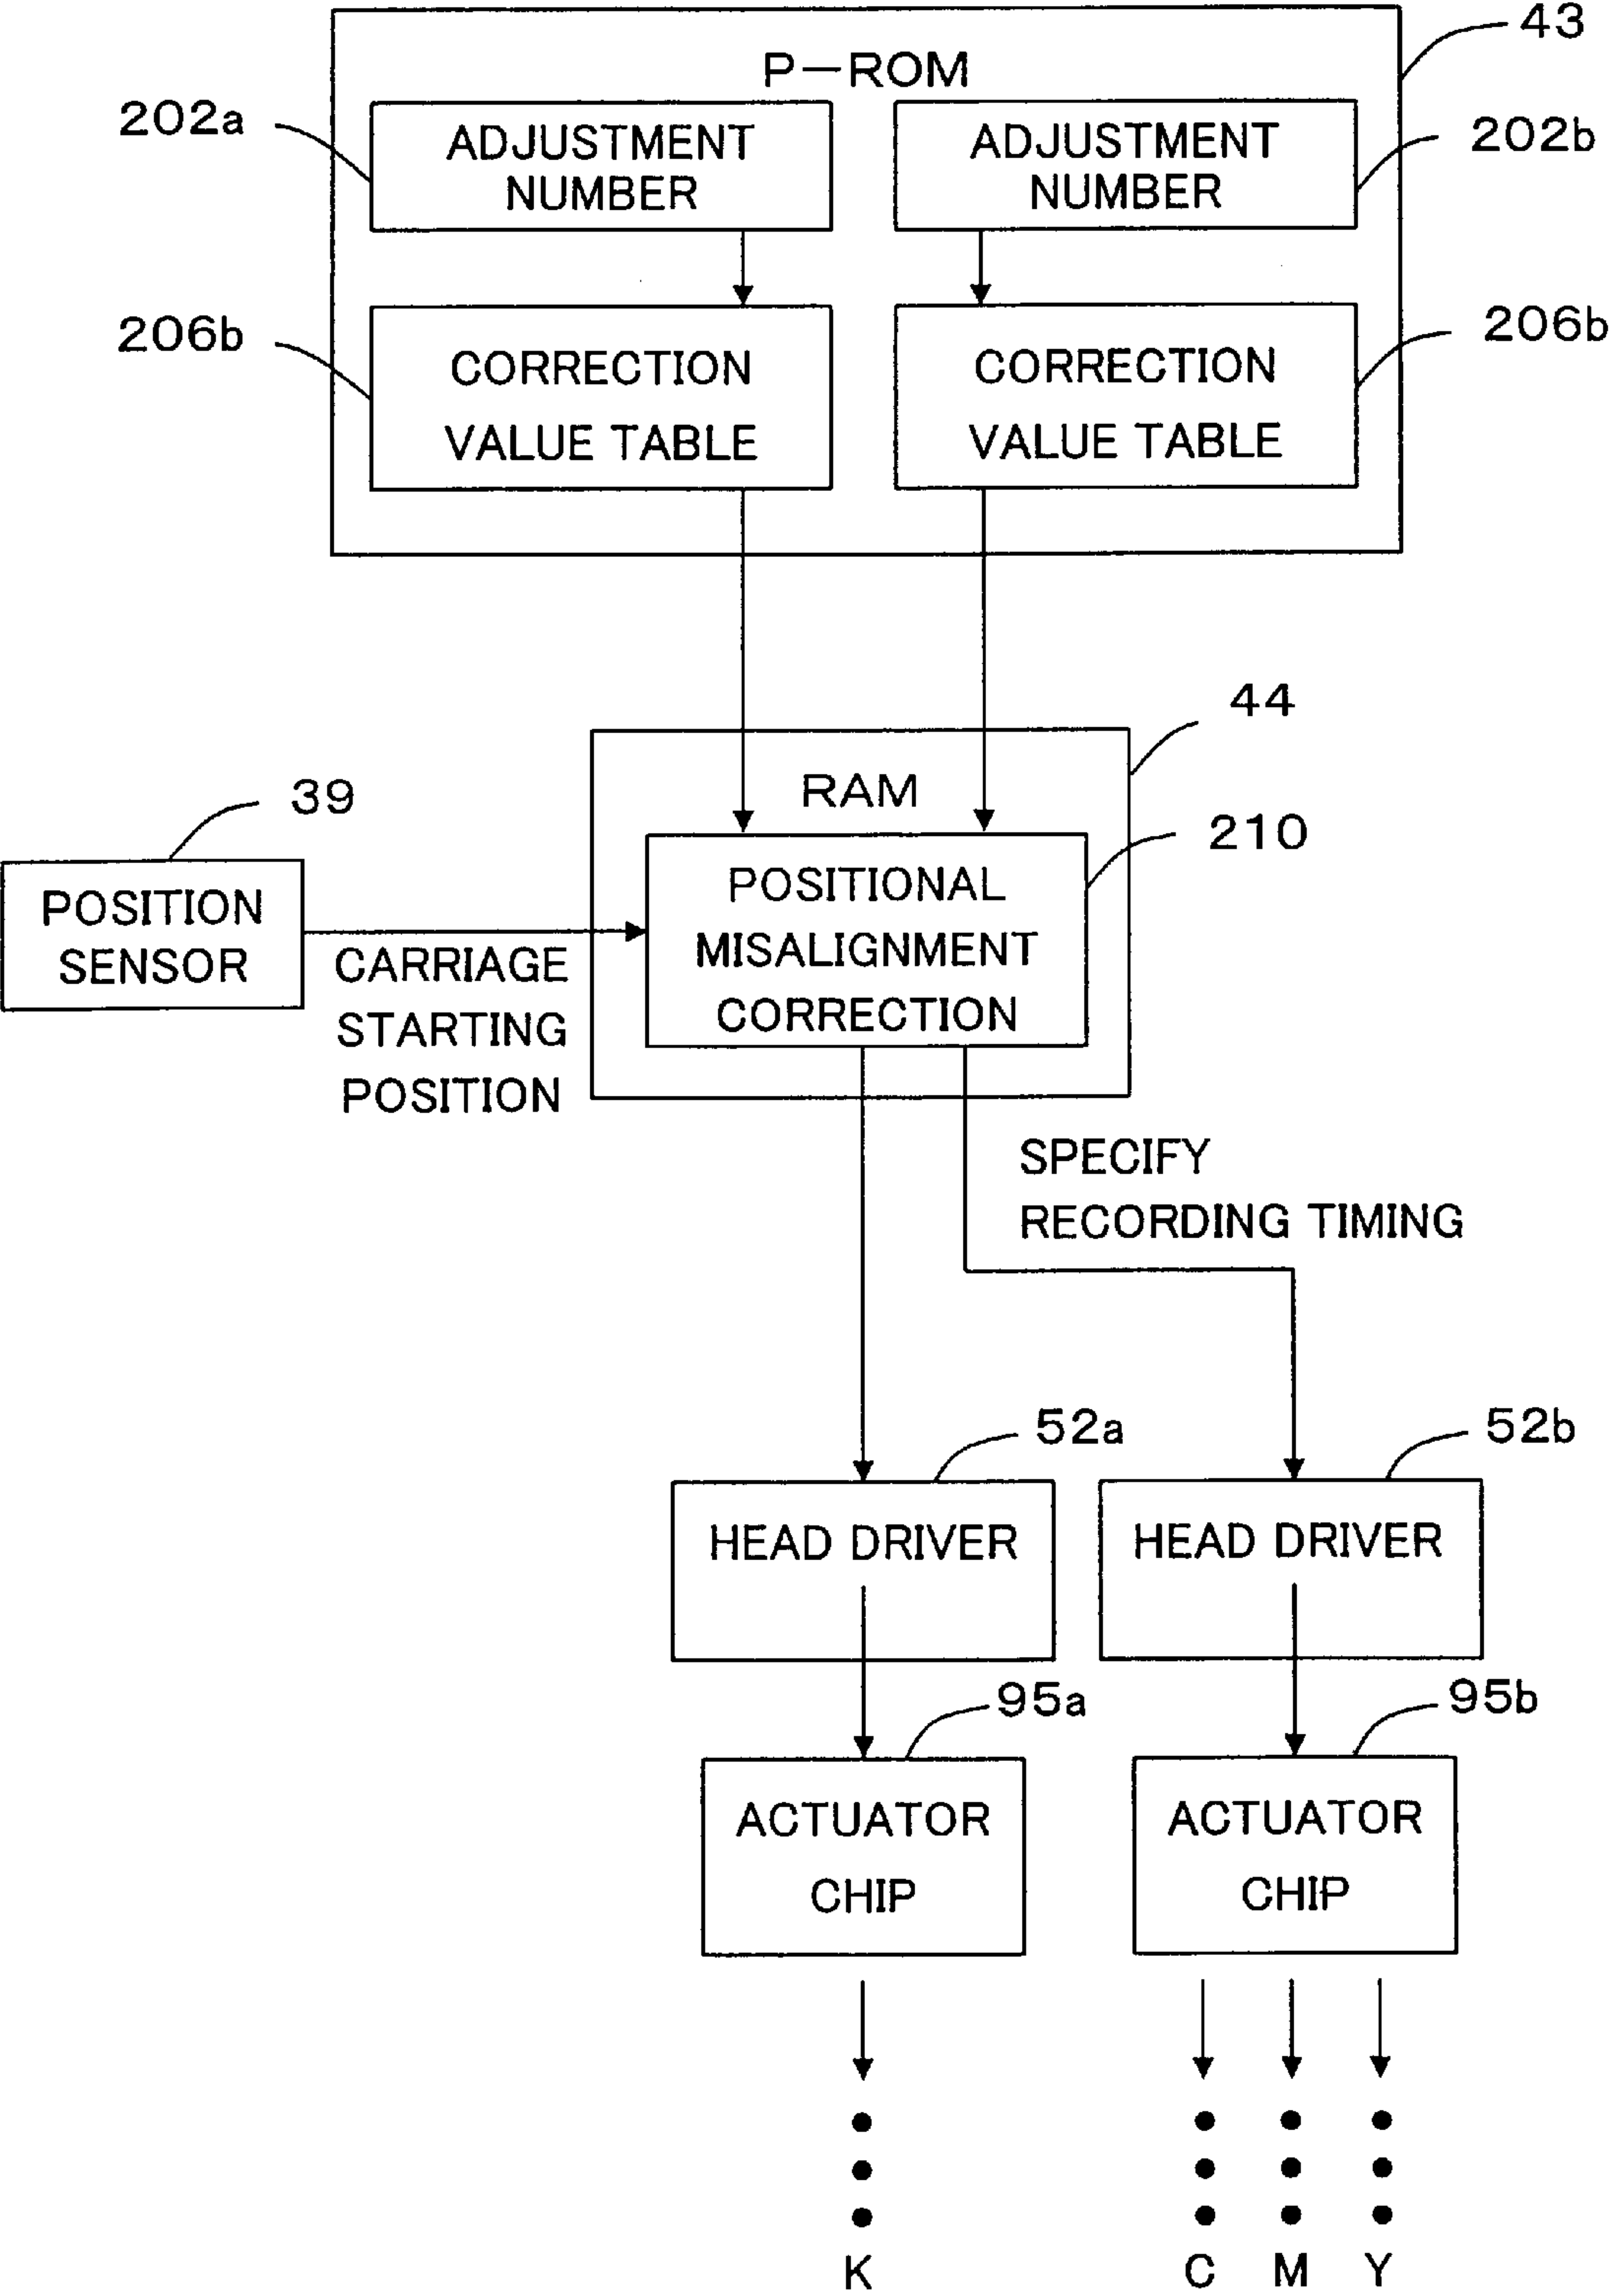 43
P-ROM
202a
ADJUSTMENT
NUMBER
ADJUSTMENT
NUMBER
202b
206b
CORRECTION
VALUE TABLE
CORRECTION
VALUE TABLE
206b
44
RAM
39
210
POSITION
SENSOR
CARRIAGE
STARTING
POSITION
POSITIONAL
MISALIGNMENT
CORRECTION
SPECIFY
RECORDING TIMING
52a
52b
HEAD DRIVER
HEAD DRIVER
95a
95b
ACTUATOR
CHIP
ACTUATOR
CHIP
K
C M Y